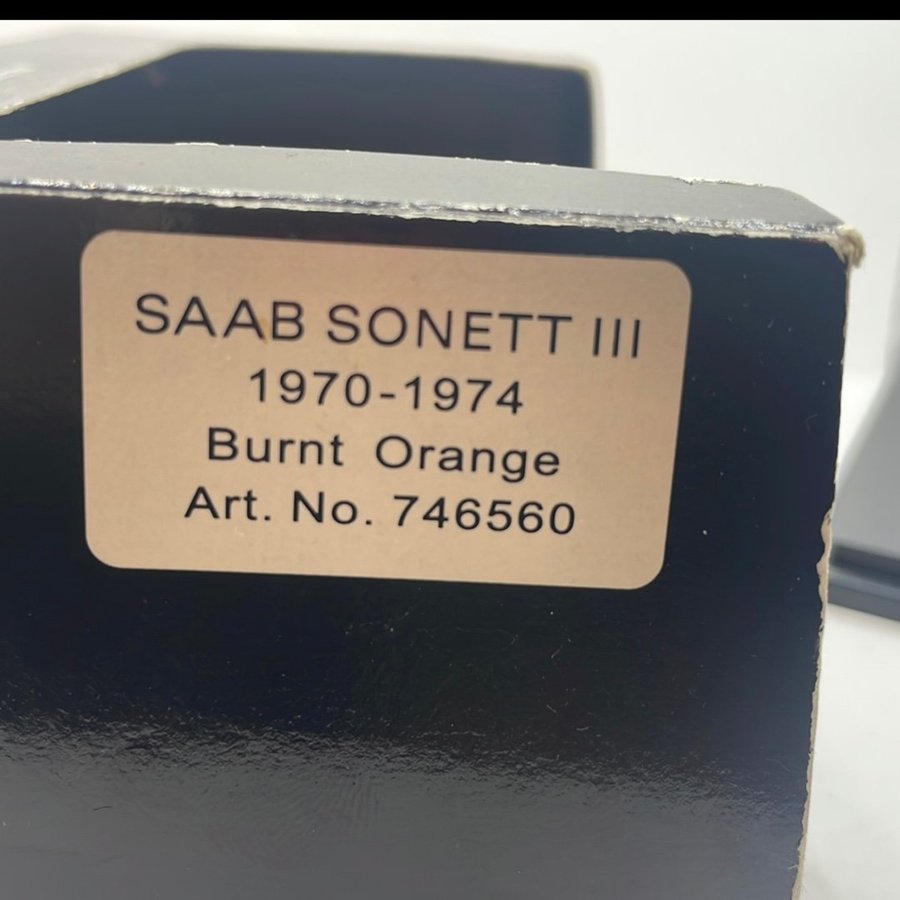 SAAB SONETT III
1970-1974
Burnt Orange
Art. No. 746560